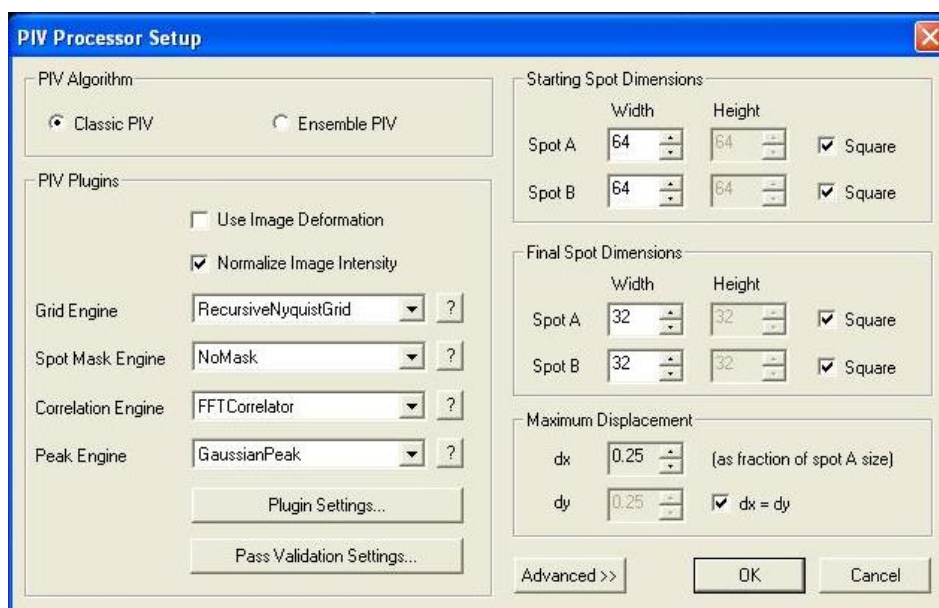 PIV Processor Setup
PIV Algorithm
Classic PIV
Ensemble PIV
PIV Plugins
Use Image Deformation
Normalize Image Intensity
Grid Engine RecursiveNyquistGrid ?
Spot Mask Engine NoMask ?
Correlation Engine FFTCorrelator ?
Peak Engine GaussianPeak ?
Plugin Settings...
Pass Validation Settings...
Starting Spot Dimensions
Width Height
Spot A 64 64 Square
Spot B 64 64 Square
Final Spot Dimensions
Width Height
Spot A 32 32 Square
Spot B 32 32 Square
Maximum Displacement
dx 0.25 (as fraction of spot A size)
dy 0.25 dx = dy
Advanced >> OK Cancel